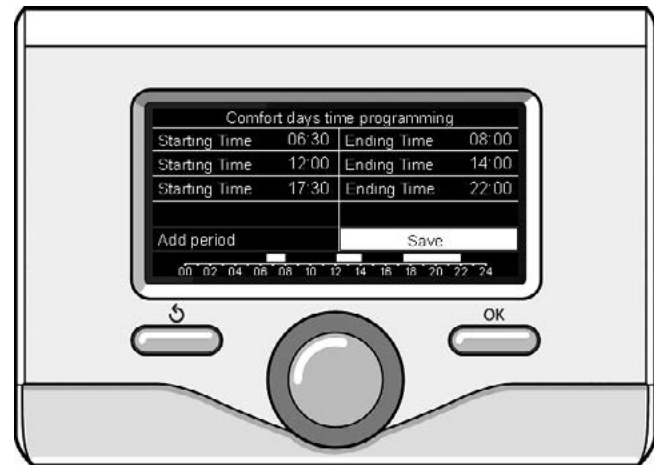 Comfort days time programming
Starting Time 06:30 Ending Time 08:00
Starting Time 12:00 Ending Time 14:00
Starting Time 17:30 Ending Time 22:00
Add period Save
00 02 04 06 08 10 12 14 16 18 20 22 24
OK